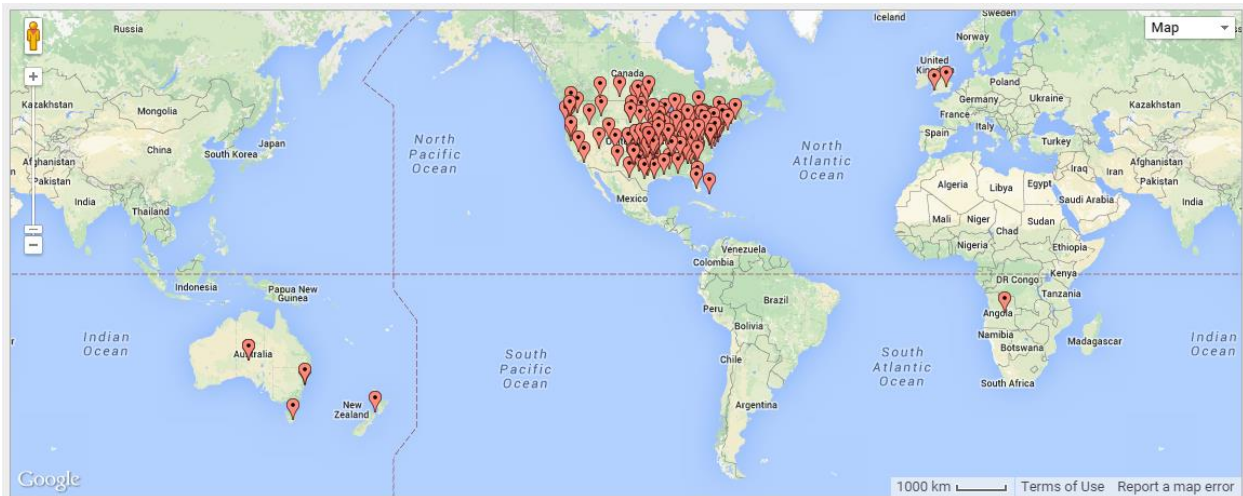 Iceland
Sweden
Russia
Map
Norway
Canada
United
Kingdom
Poland
Kazakhstan
Mongolia
Germany
Ukraine
Kazakhstan
France
North
Pacific
Ocean
North
Atlantic
Ocean
Italy
Spain
Turkey
China
South Korea
Japan
Afghanistan
Pakistan
Iraq
Iran
Afghanistan
Pakistan
Algeria
Libya
Egypt
Saudi Arabia
India
Mexico
India
Thailand
Mali
Niger
Sudan
Chad
Nigeria
Ethiopia
Venezuela
Colombia
Indonesia
Papua New
Guinea
DR Congo
Kenya
Tanzania
Brazil
Peru
Angola
Bolivia
Namibia
Botswana
Madagascar
Indian
Ocean
Australia
South
Pacific
Ocean
Chile
South
Atlantic
Ocean
Indian
Ocean
South Africa
New
Zealand
Argentina
Google
1000 km
Terms of Use
Report a map error